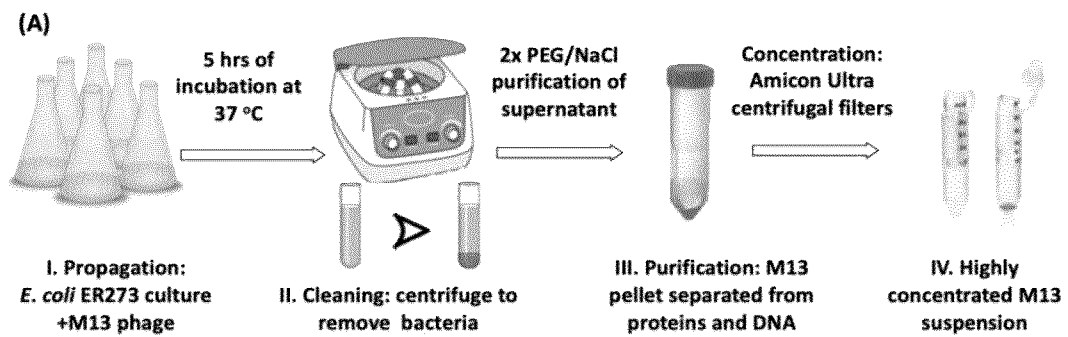 (A)
5 hrs of
incubation at
37 °C
2x PEG/NaCl
purification of
supernatant
Concentration:
Amicon Ultra
centrifugal filters
I. Propagation:
E. coli ER273 culture
+M13 phage
II. Cleaning: centrifuge to
remove bacteria
III. Purification: M13
pellet separated from
proteins and DNA
IV. Highly
concentrated M13
suspension